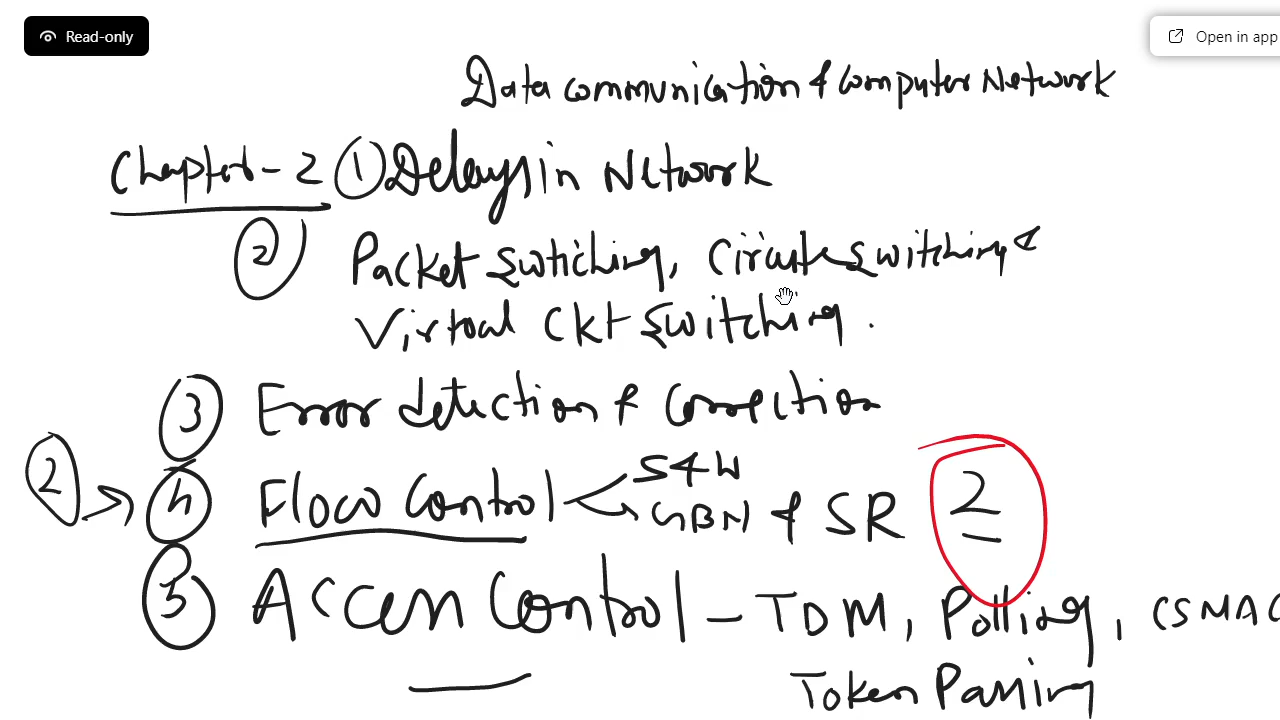 Read-only
Open in app
Data communication & Computer Network
Chapter-2 ① Delays in Network
② Packet switching, Circuit switching &
Virtual Ckt switching.
③ Error detection & Correction
② → ④ Flow Control < S&W
GBN & SR 2
⑤ Access Control - TDM, Polling, CSMAC
Token Passing